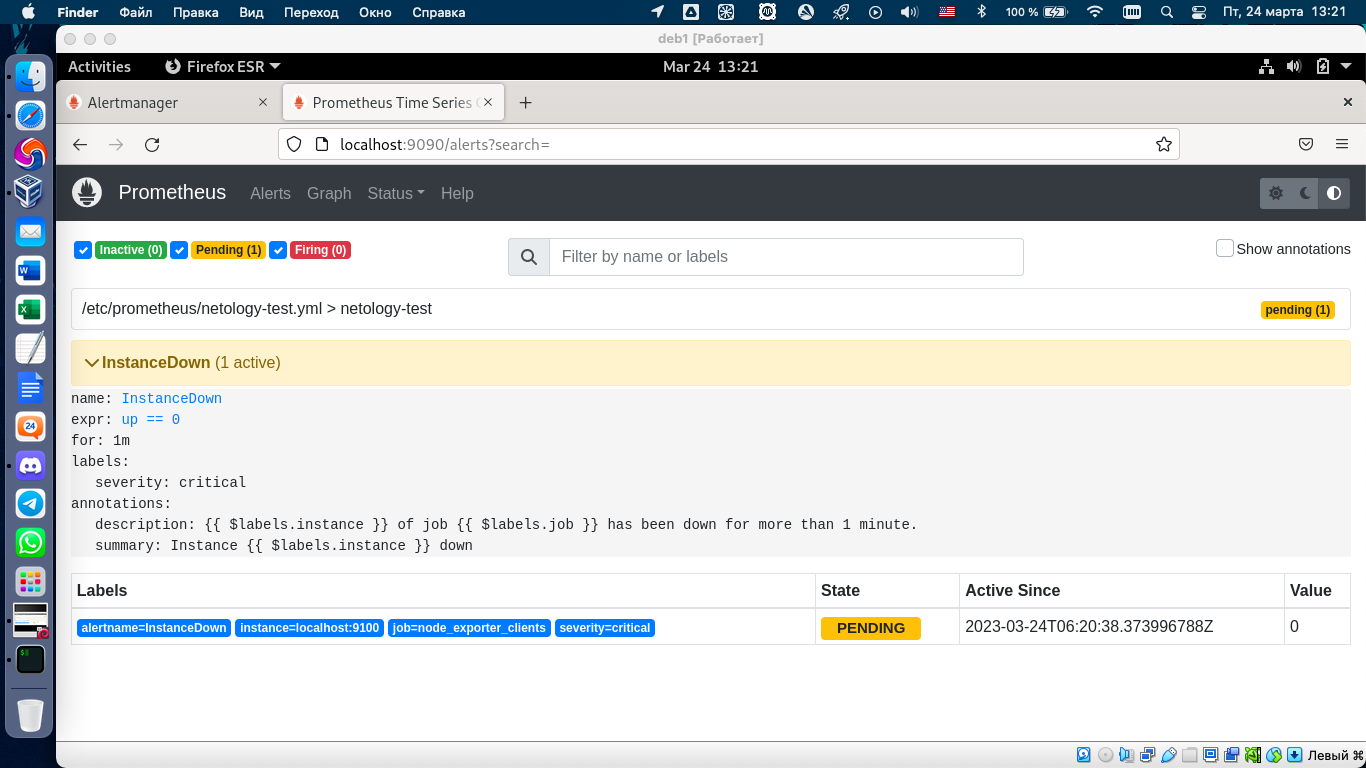 Finder Файл Правка Вид Переход Окно Справка 100 % Пт, 24 марта 13:21
deb1 [Работает]
Activities Firefox ESR Mar 24 13:21
Alertmanager Prometheus Time Series
localhost:9090/alerts?search=
Prometheus Alerts Graph Status Help
Inactive (0) Pending (1) Firing (0) Filter by name or labels Show annotations
/etc/prometheus/netology-test.yml > netology-test pending (1)
InstanceDown (1 active)
name: InstanceDown
expr: up == 0
for: 1m
labels:
severity: critical
annotations:
description: {{ $labels.instance }} of job {{ $labels.job }} has been down for more than 1 minute.
summary: Instance {{ $labels.instance }} down
Labels State Active Since Value
alertname=InstanceDown instance=localhost:9100 job=node_exporter_clients severity=critical PENDING 2023-03-24T06:20:38.373996788Z 0
Левый ⌘